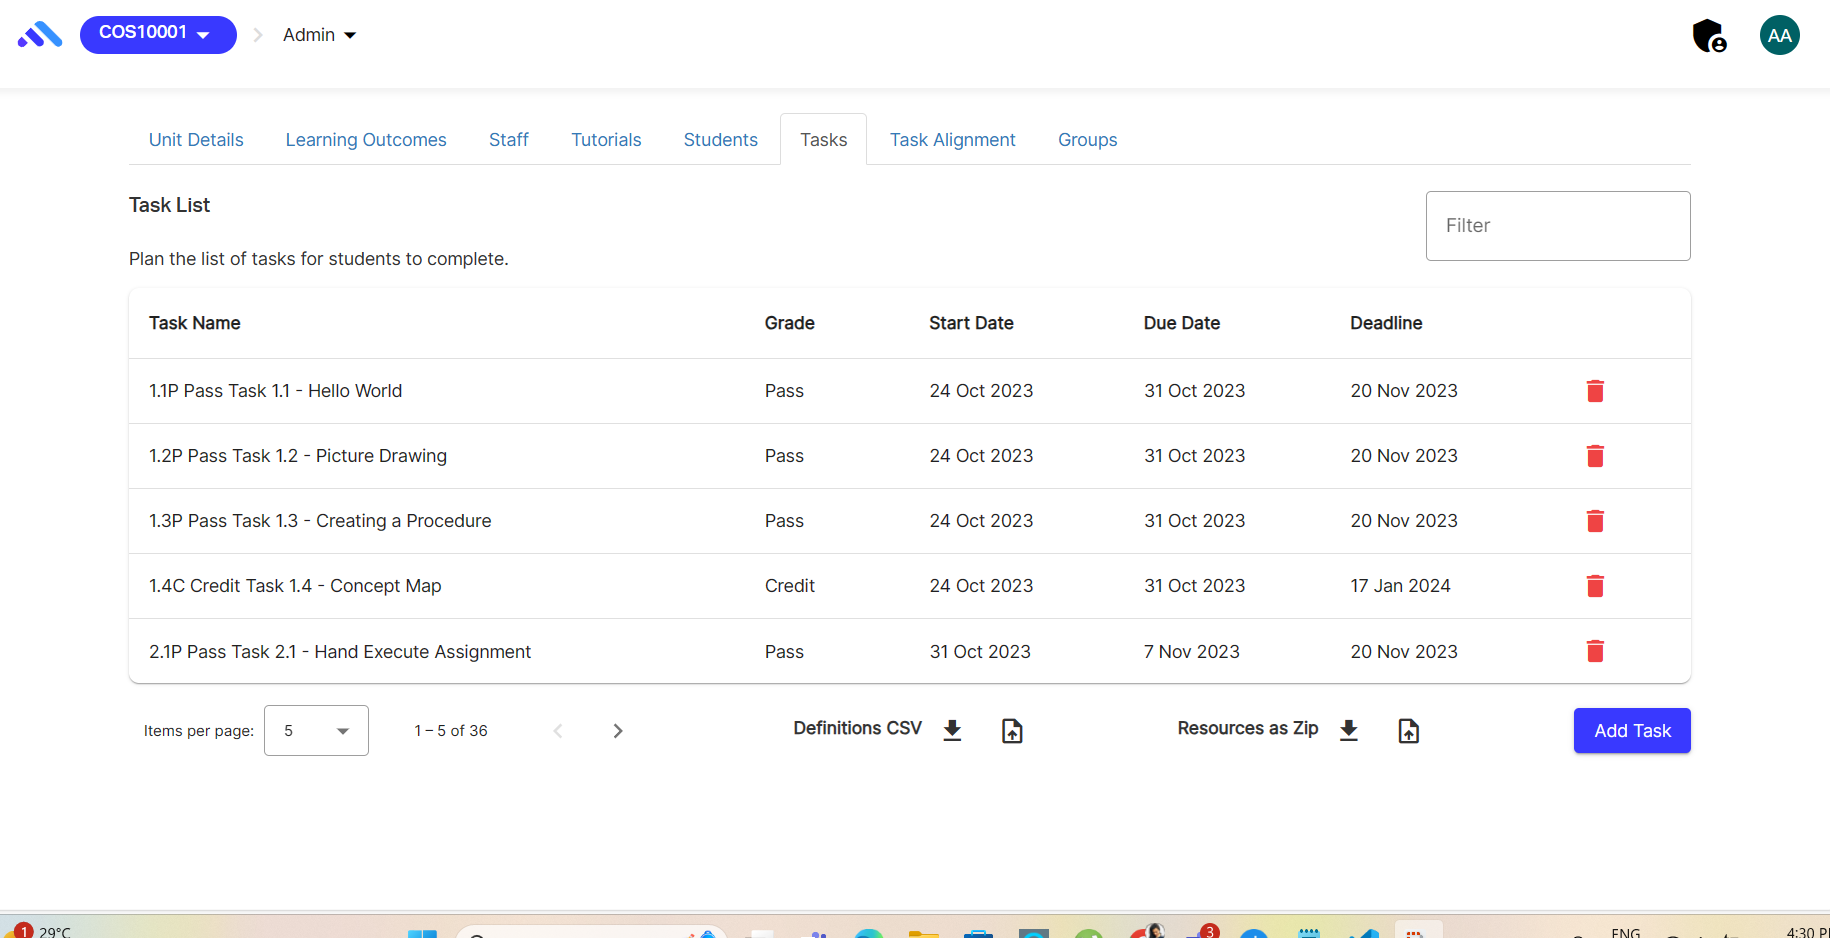 COS10001
Admin
AA
Unit Details Learning Outcomes Staff Tutorials Students Tasks Task Alignment Groups
Task List
Filter
Plan the list of tasks for students to complete.
Task Name Grade Start Date Due Date Deadline
1.1P Pass Task 1.1 - Hello World Pass 24 Oct 2023 31 Oct 2023 20 Nov 2023
1.2P Pass Task 1.2 - Picture Drawing Pass 24 Oct 2023 31 Oct 2023 20 Nov 2023
1.3P Pass Task 1.3 - Creating a Procedure Pass 24 Oct 2023 31 Oct 2023 20 Nov 2023
1.4C Credit Task 1.4 - Concept Map Credit 24 Oct 2023 31 Oct 2023 17 Jan 2024
2.1P Pass Task 2.1 - Hand Execute Assignment Pass 31 Oct 2023 7 Nov 2023 20 Nov 2023
Items per page: 5 1 – 5 of 36 Definitions CSV Resources as Zip Add Task
1 29°C 3 ENG 4:30 P